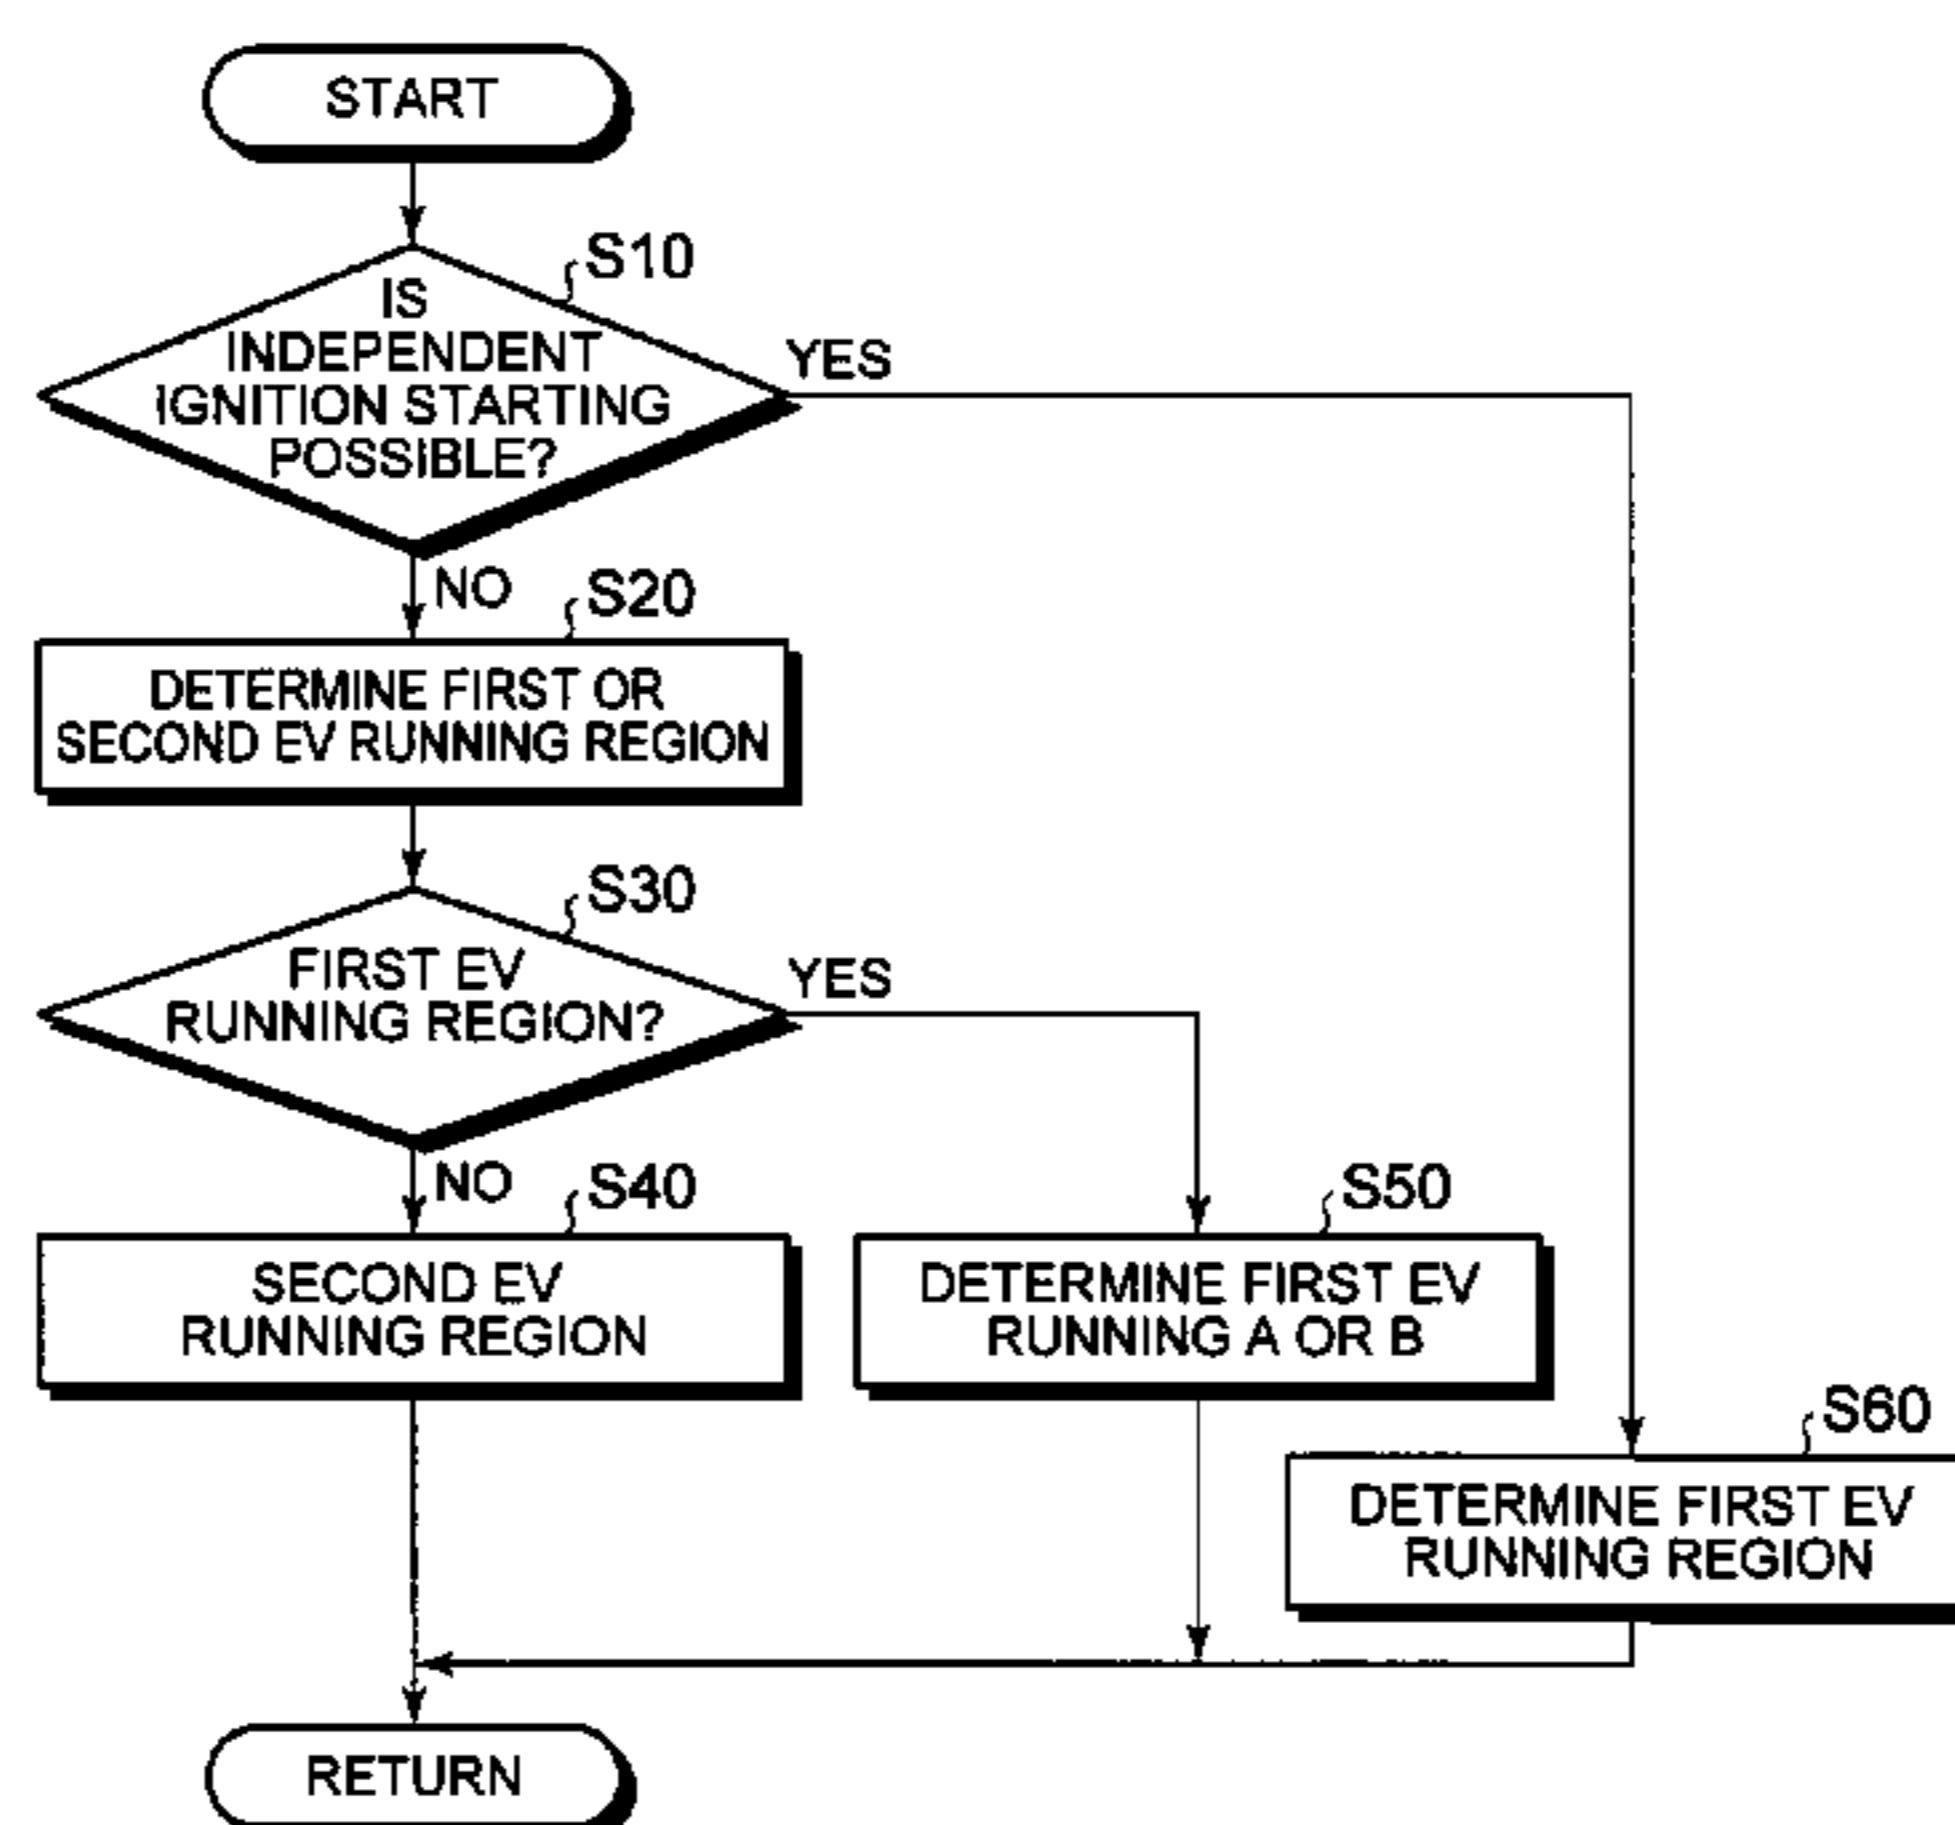 START
S10
IS
INDEPENDENT
IGNITION STARTING
POSSIBLE?
YES
NO
S20
DETERMINE FIRST OR
SECOND EV RUNNING REGION
S30
FIRST EV
RUNNING REGION?
YES
NO
S40
SECOND EV
RUNNING REGION
S50
DETERMINE FIRST EV
RUNNING A OR B
S60
DETERMINE FIRST EV
RUNNING REGION
RETURN